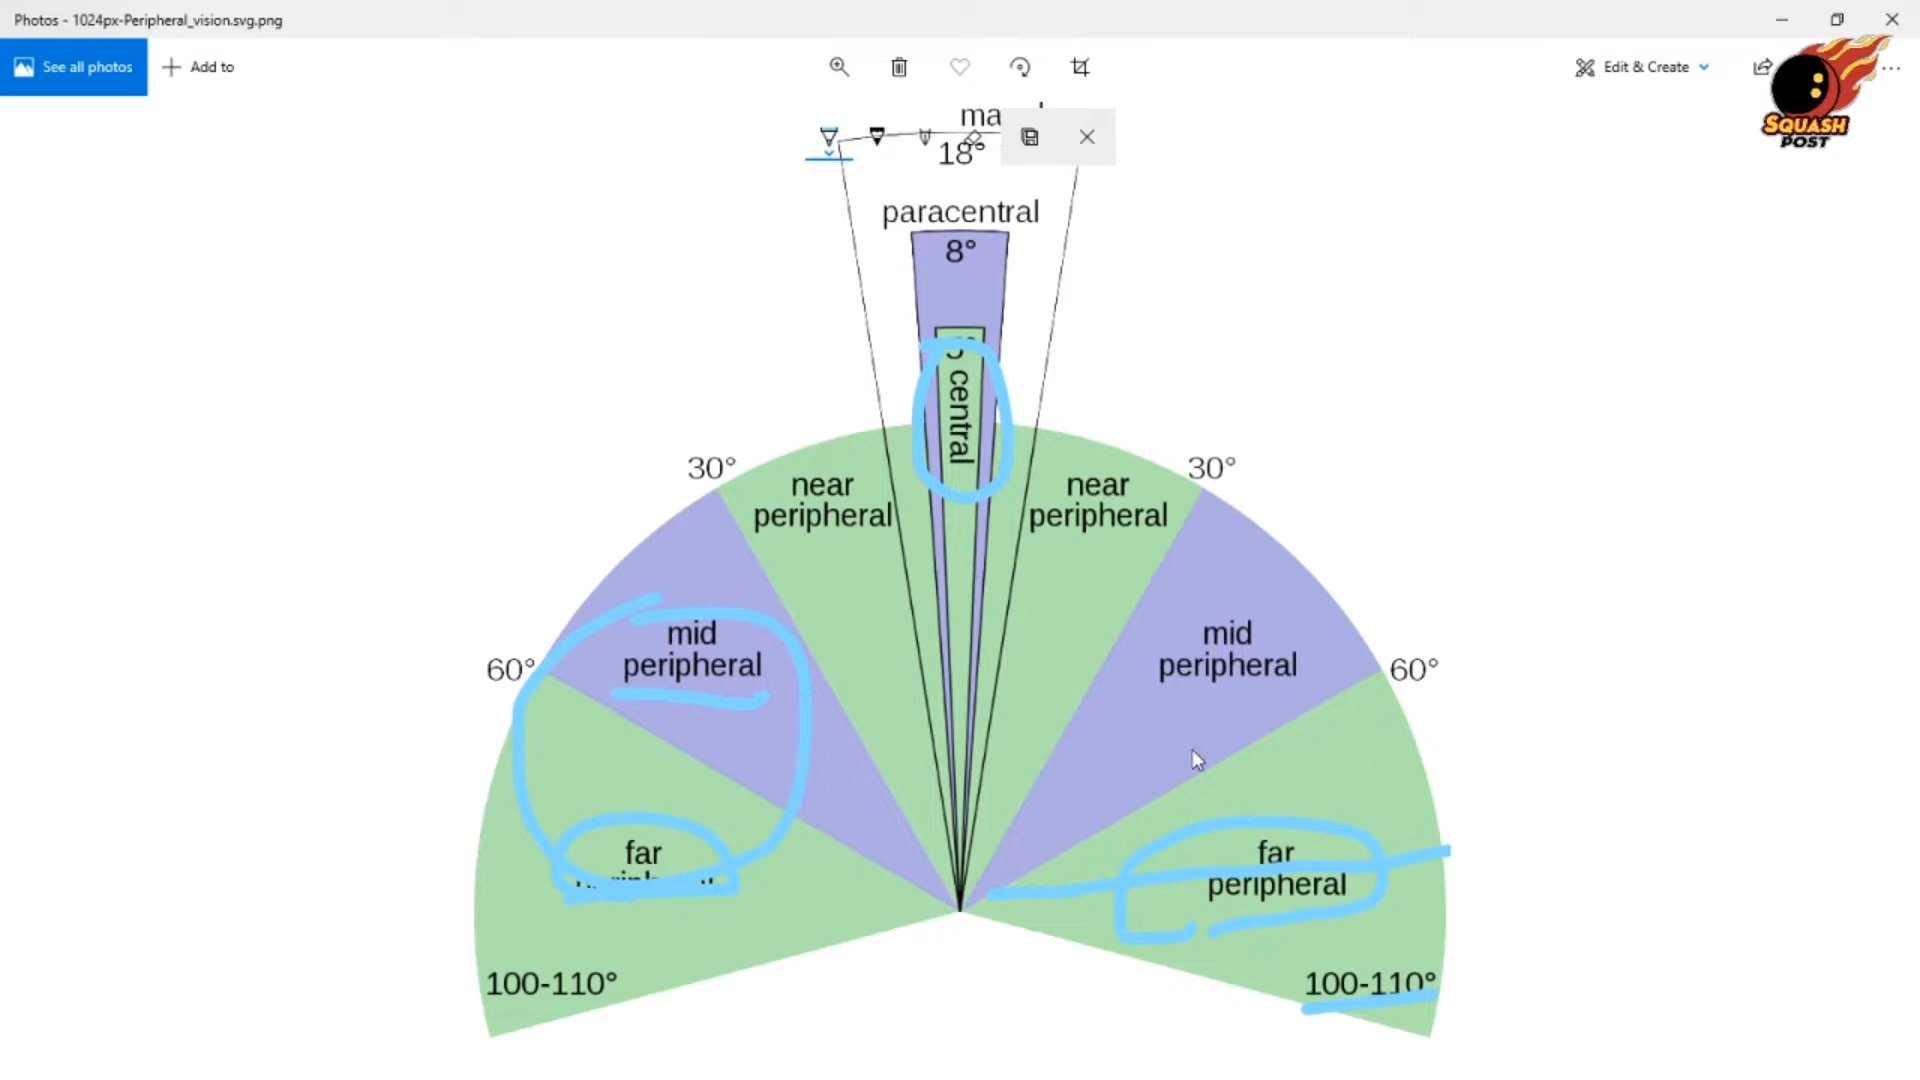 Photos - 1024px-Peripheral_vision.svg.png
See all photos
Add to
Edit & Create
SQUASH
POST
18°
paracentral
8°
central
30°
30°
near
peripheral
near
peripheral
mid
peripheral
mid
peripheral
60°
60°
far
far
peripheral
100-110°
100-110°